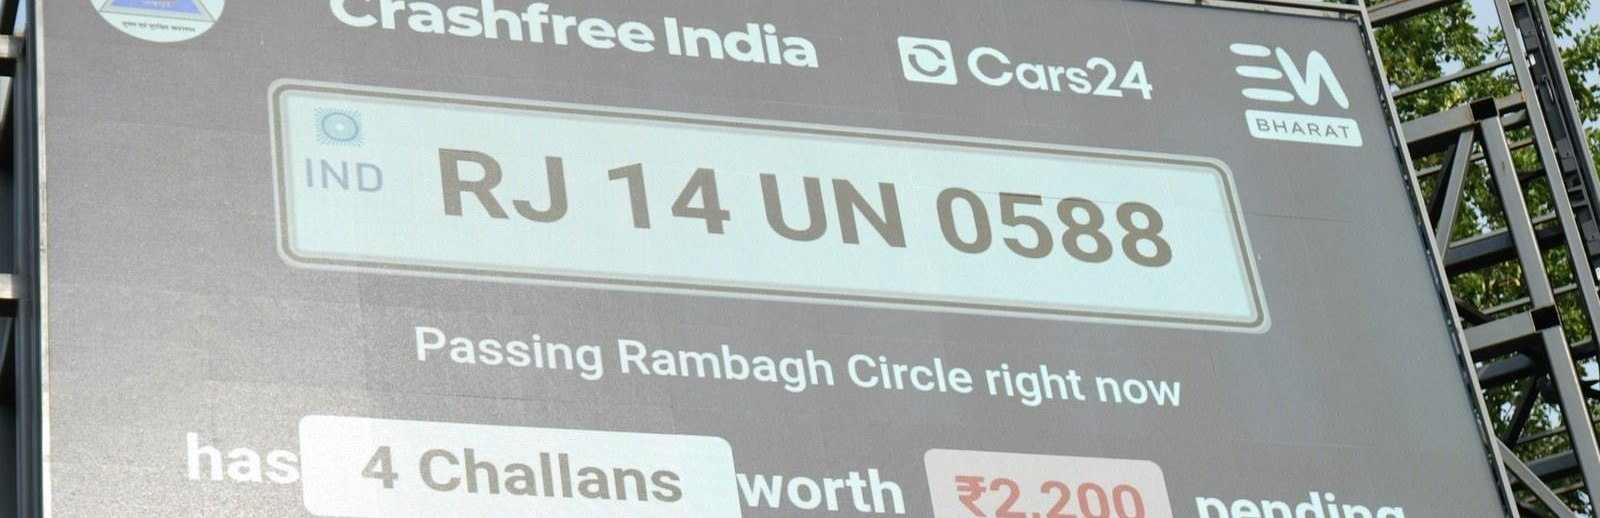 Crashfree India
Cars24
BHARAT
IND
RJ 14 UN 0588
Passing Rambagh Circle right now
has 4 Challans worth ₹2,200 pending